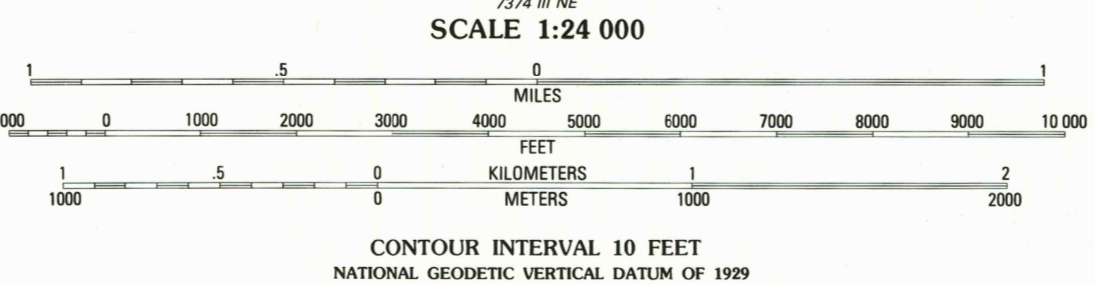 7374 III NE
SCALE 1:24 000
1 .5 0 1
MILES
000 0 1000 2000 3000 4000 5000 6000 7000 8000 9000 10 000
FEET
1 .5 0 KILOMETERS 1 2
1000 0 METERS 1000 2000
CONTOUR INTERVAL 10 FEET
NATIONAL GEODETIC VERTICAL DATUM OF 1929